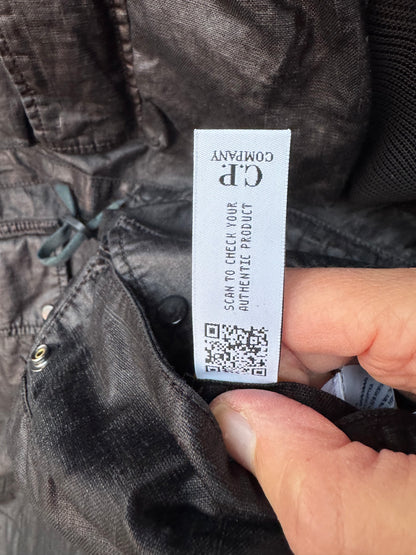 C.P.
COMPANY
SCAN TO CHECK YOUR
AUTHENTIC PRODUCT